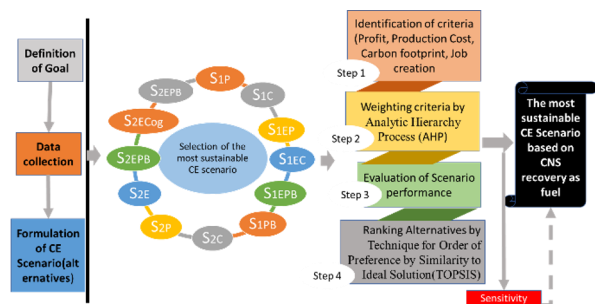 Definition
of Goal
Data
collection
Formulation
of CE
Scenario(alt
ernatives)
S2EPB
S1P
S1C
S1EP
S1EC
S1EPB
S1PB
S2C
S2P
S2E
S2EPB
S2ECog
Selection of the
most sustainable
CE scenario
Identification of criteria
(Profit, Production Cost,
Carbon footprint, Job
creation
Step 1
Weighting criteria by
Analytic Hierarchy
Process (AHP)
Step 2
Evaluation of Scenario
performance
Step 3
Ranking Alternatives by
Technique for Order of
Preference by Similarity to
Ideal Solution(TOPSIS)
Step 4
The most
sustainable
CE Scenario
based on
CNS
recovery as
fuel
Sensitivity